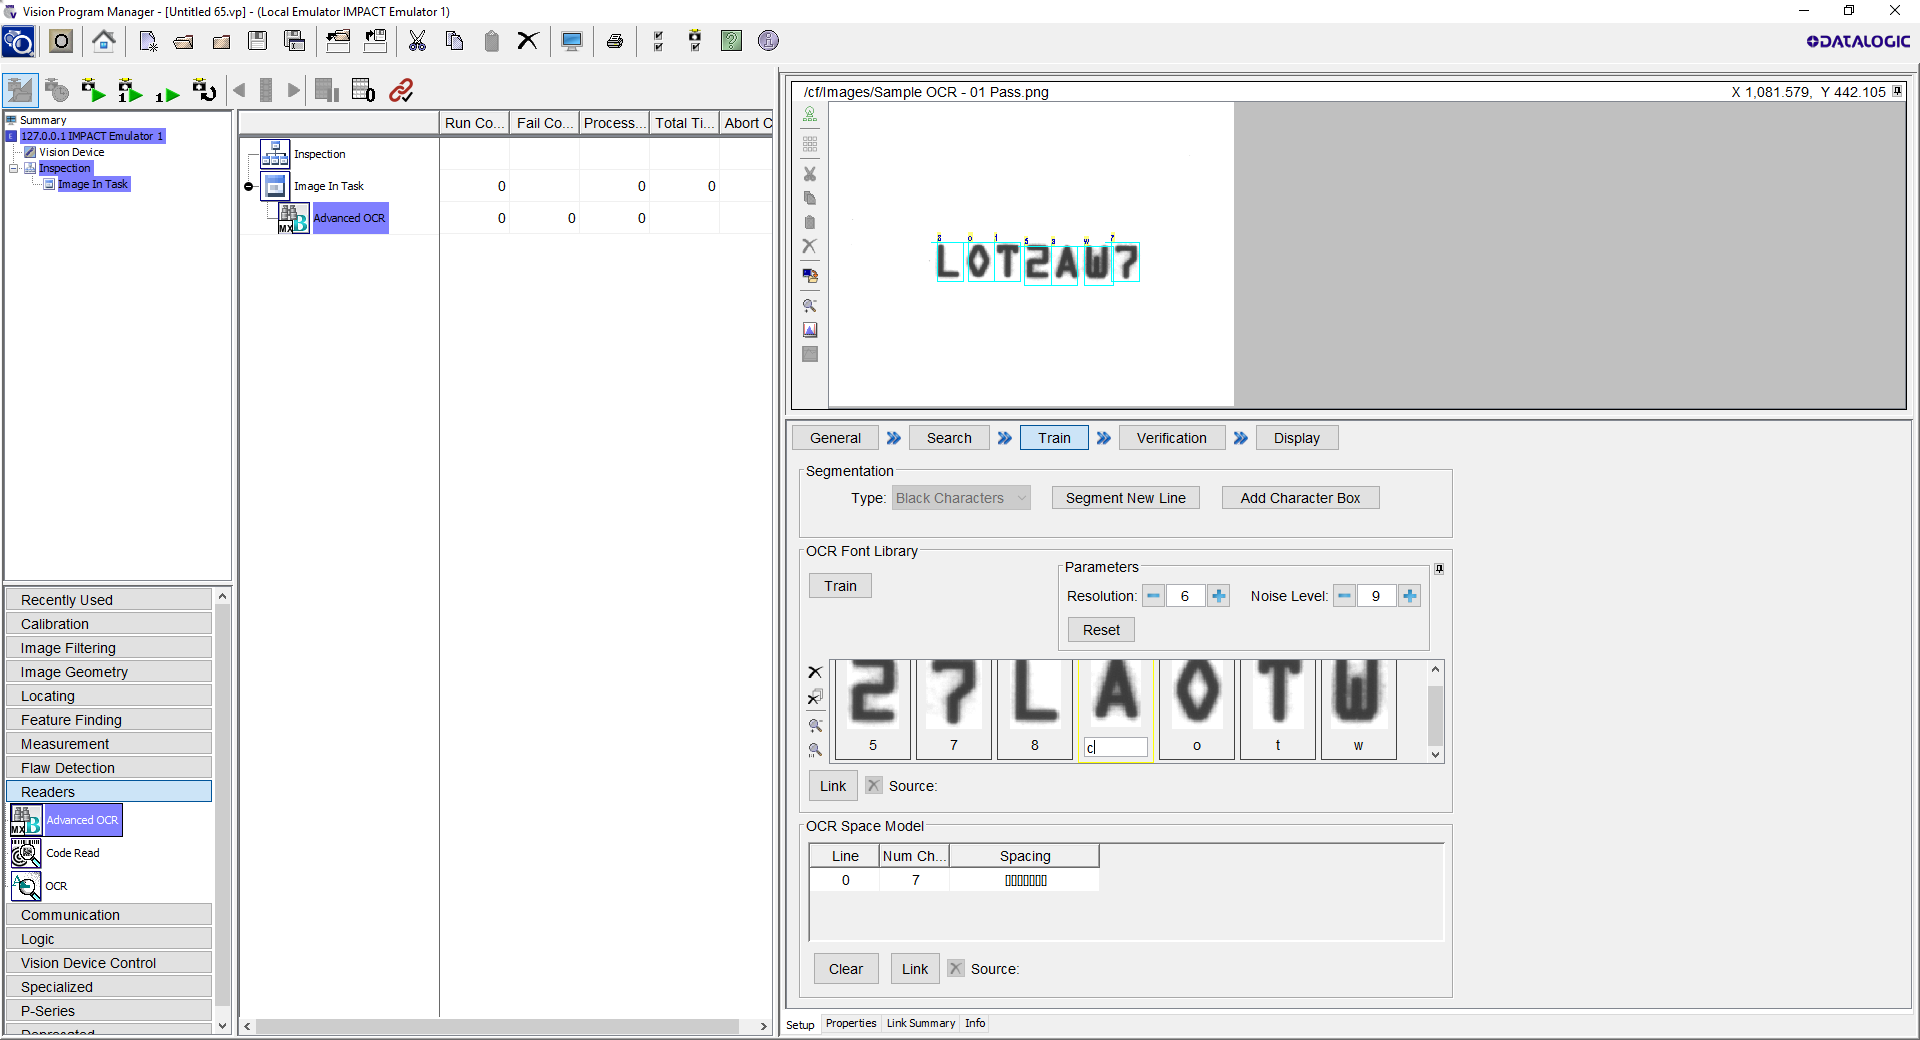 Vision Program Manager - [Untitled 65.vp] - (Local Emulator IMPACT Emulator 1)
DATALOGIC
Summary
127.0.0.1 IMPACT Emulator 1
Vision Device
Inspection
Image In Task
Recently Used
Calibration
Image Filtering
Image Geometry
Locating
Feature Finding
Measurement
Flaw Detection
Readers
MX B Advanced OCR
Code Read
OCR
Communication
Logic
Vision Device Control
Specialized
P-Series
Deprecated
Run Co... Fail Co... Process... Total Ti... Abort C
Inspection
Image In Task 0 0 0
MX B Advanced OCR 0 0 0
/cf/Images/Sample OCR - 01 Pass.png X 1,081.579, Y 442.105
8 o t 5 a w 7
LOT2AW7
General Search Train Verification Display
Segmentation
Type: Black Characters Segment New Line Add Character Box
OCR Font Library
Train
Parameters
Resolution: 6 Noise Level: 9
Reset
2 7 L A O T W
5 7 8 c o t w
Link Source:
OCR Space Model
Line Num Ch... Spacing
0 7
Clear Link Source:
Setup Properties Link Summary Info